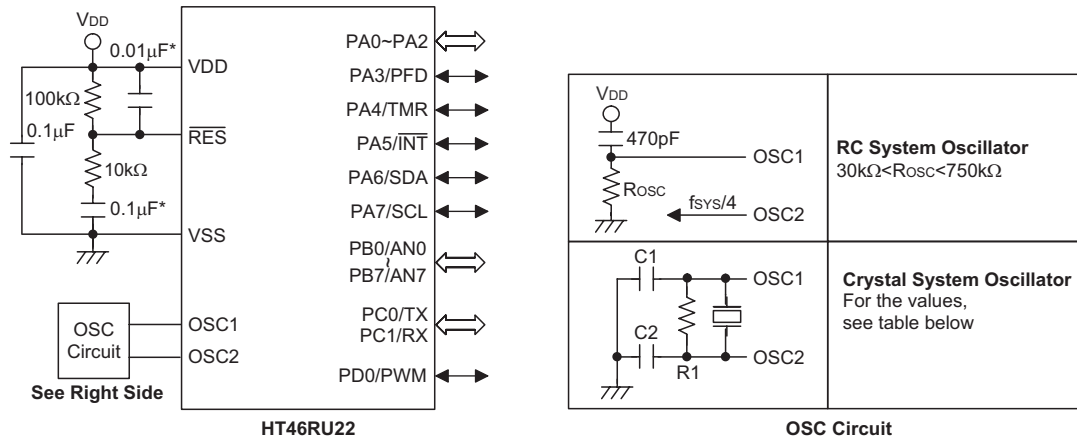 VDD
0.01μF*
100kΩ
0.1μF
10kΩ
0.1μF*
VDD
RES
VSS
OSC1
OSC2
OSC
Circuit
See Right Side
PA0~PA2
PA3/PFD
PA4/TMR
PA5/INT
PA6/SDA
PA7/SCL
PB0/AN0
~
PB7/AN7
PC0/TX
PC1/RX
PD0/PWM
HT46RU22
VDD
470pF
ROSC
OSC1
fSYS/4
OSC2
RC System Oscillator
30kΩ<ROSC<750kΩ
C1
C2
R1
OSC1
OSC2
Crystal System Oscillator
For the values,
see table below
OSC Circuit